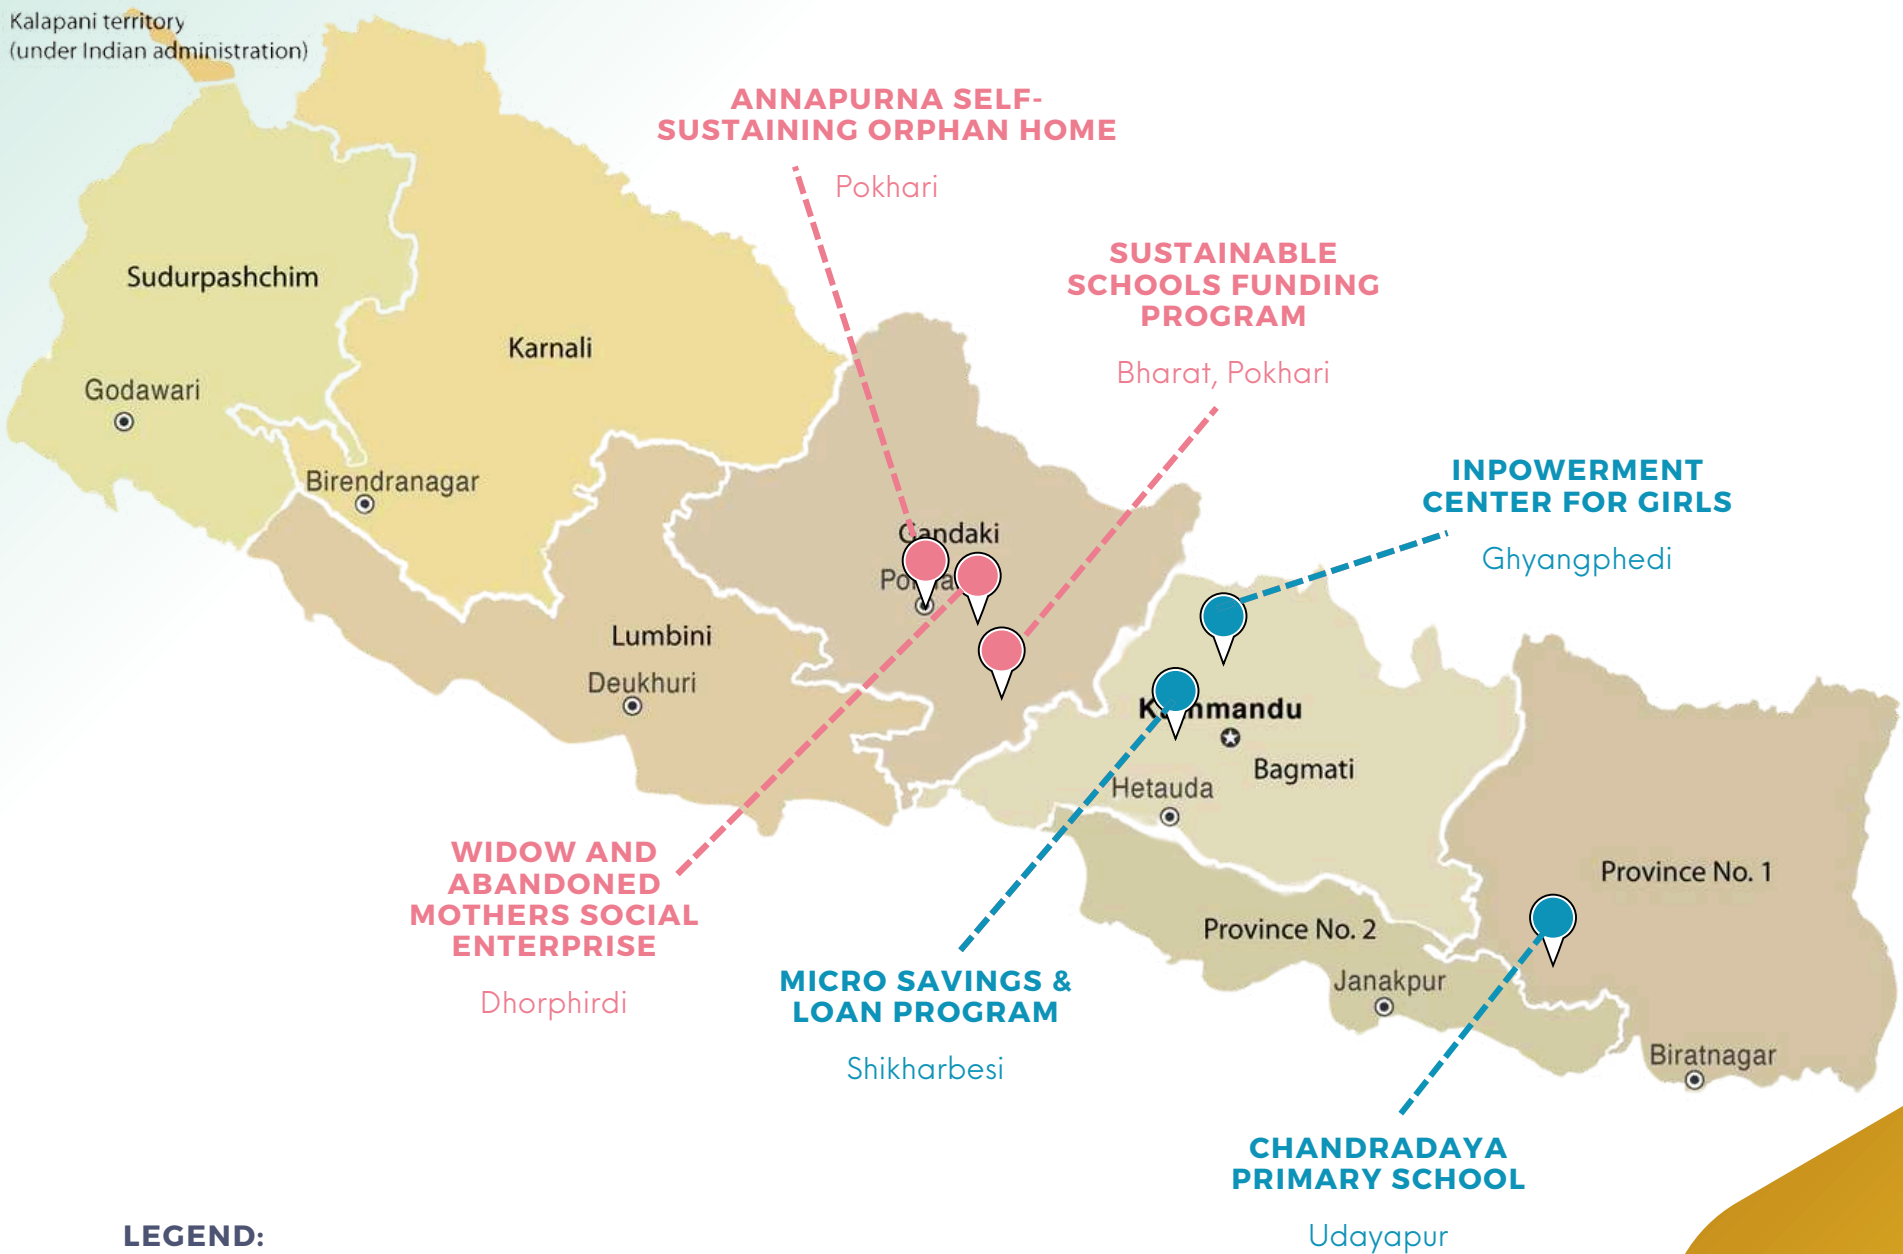 Kalapani territory
(under Indian administration)
ANNAPURNA SELF-
SUSTAINING ORPHAN HOME
Pokhari
SUSTAINABLE
SCHOOLS FUNDING
PROGRAM
Bharat, Pokhari
Sudurpashchim
Karnali
Godawari
Birendranagar
INPOWERMENT
CENTER FOR GIRLS
Ghyangphedi
Gandaki
Lumbini
Deukhuri
Bagmati
Hetauda
WIDOW AND
ABANDONED
MOTHERS SOCIAL
ENTERPRISE
Dhorphirdi
Province No. 1
Province No. 2
MICRO SAVINGS &
LOAN PROGRAM
Shikharbesi
Janakpur
Biratnagar
CHANDRADAYA
PRIMARY SCHOOL
Udayapur
LEGEND: